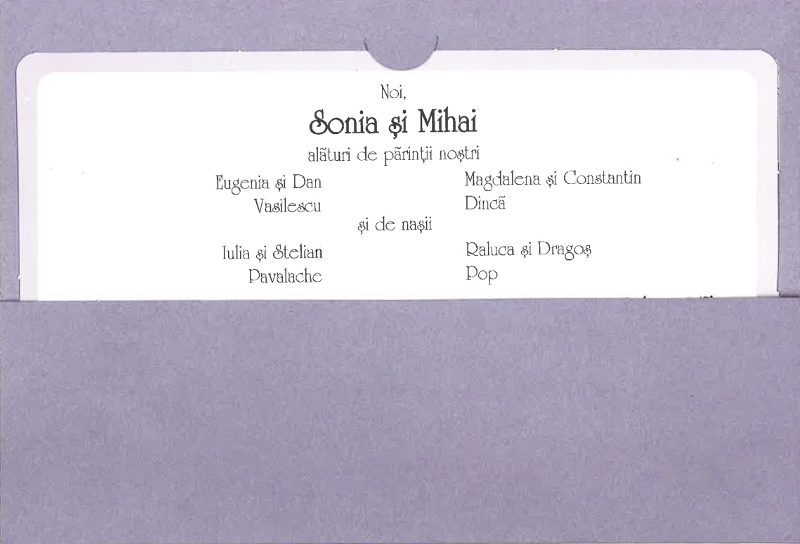 Noi,
Sonia și Mihai
alături de părinții noștri
Eugenia și Dan
Vasilescu
Magdalena și Constantin
Dincă
și de nașii
Iulia și Stelian
Pavalache
Raluca și Dragoș
Pop